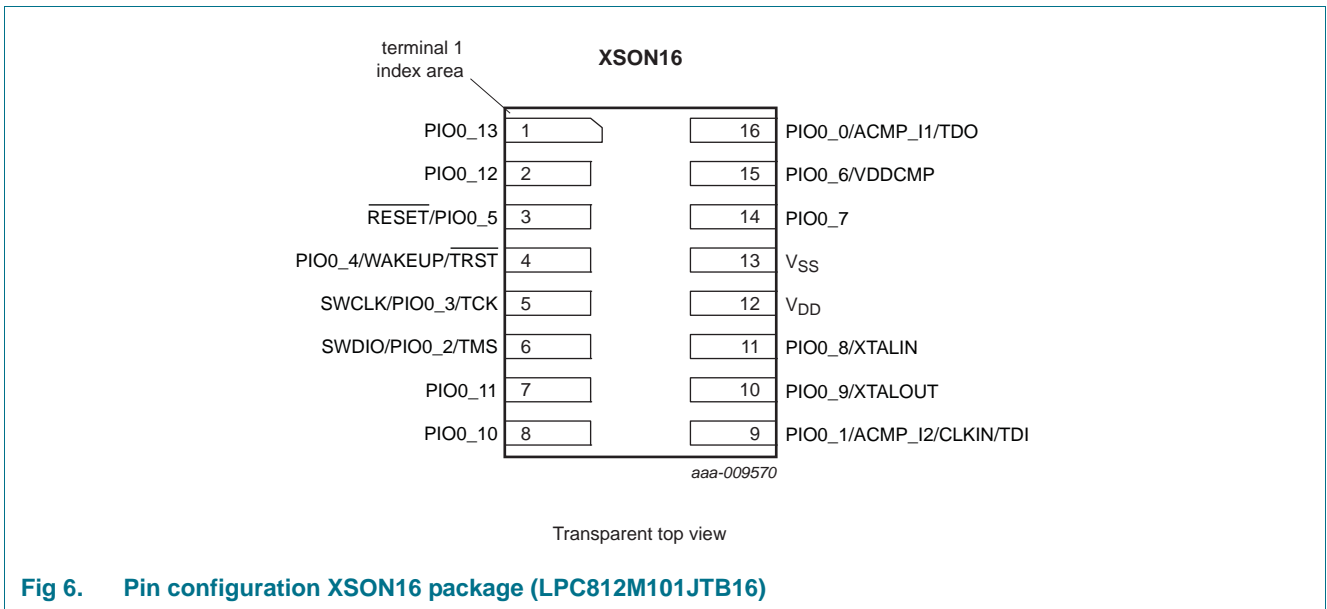 terminal 1
index area
XSON16
PIO0_13 1
16 PIO0_0/ACMP_I1/TDO
PIO0_12 2
15 PIO0_6/VDDCMP
RESET/PIO0_5 3
14 PIO0_7
PIO0_4/WAKEUP/TRST 4
13 VSS
SWCLK/PIO0_3/TCK 5
12 VDD
SWDIO/PIO0_2/TMS 6
11 PIO0_8/XTALIN
PIO0_11 7
10 PIO0_9/XTALOUT
PIO0_10 8
9 PIO0_1/ACMP_I2/CLKIN/TDI
aaa-009570
Transparent top view
Fig 6. Pin configuration XSON16 package (LPC812M101JTB16)